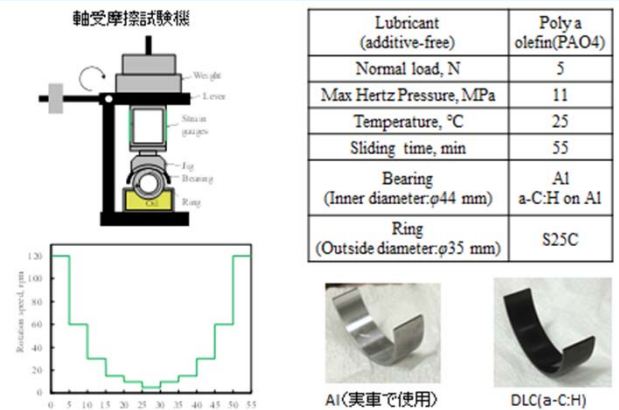 軸受摩擦試験機
Weight
Lever
Strain
gauges
Jig
Bearing
Oil
Ring
Rotation speed, rpm
120
100
80
60
40
20
0
0 5 10 15 20 25 30 35 40 45 50 55
Lubricant
(additive-free)
Poly a
olefin(PAO4)
Normal load, N
5
Max Hertz Pressure, MPa
11
Temperature, ℃
25
Sliding time, min
55
Bearing
(Inner diameter:φ44 mm)
Al
a-C:H on Al
Ring
(Outside diameter:φ35 mm)
S25C
Al(実車で使用)
DLC(a-C:H)